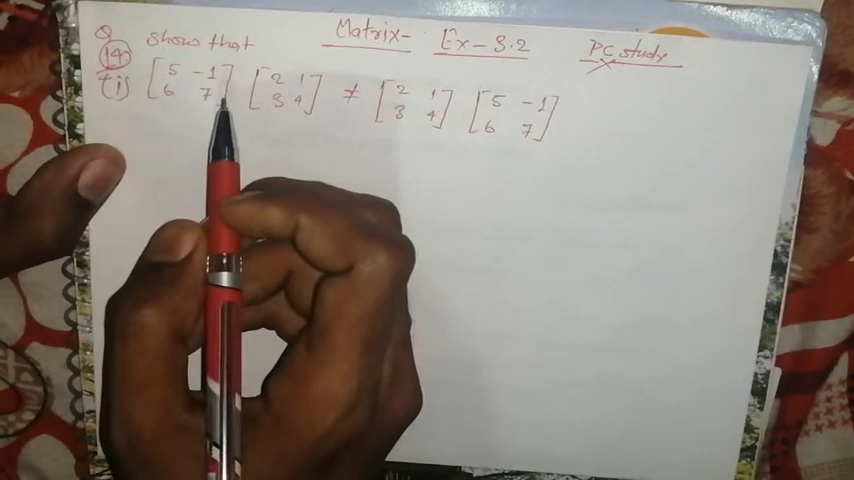 Q Matrix- Ex-3.2 PC study
14 show that
(i) [5 -1 [2 1 ≠ [2 1 [5 -1
6 7] 3 4] 3 4] 6 7]